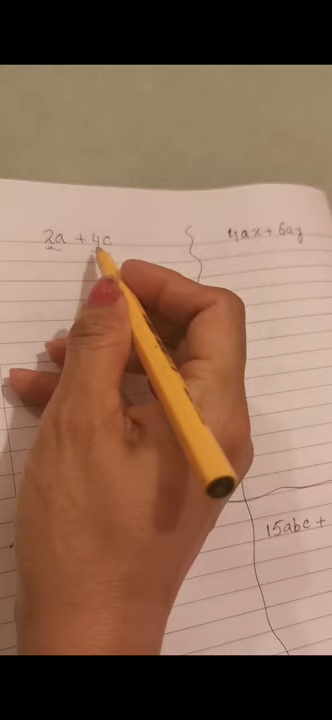 2a + 4c
4ax + 6ay
15abc +